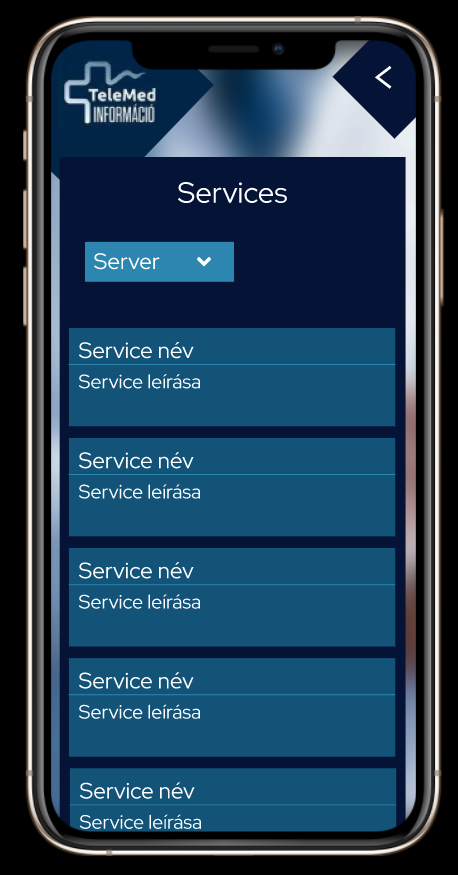 TeleMed
INFORMÁCIÓ
Services
Server
Service név
Service leírása
Service név
Service leírása
Service név
Service leírása
Service név
Service leírása
Service név
Service leírása